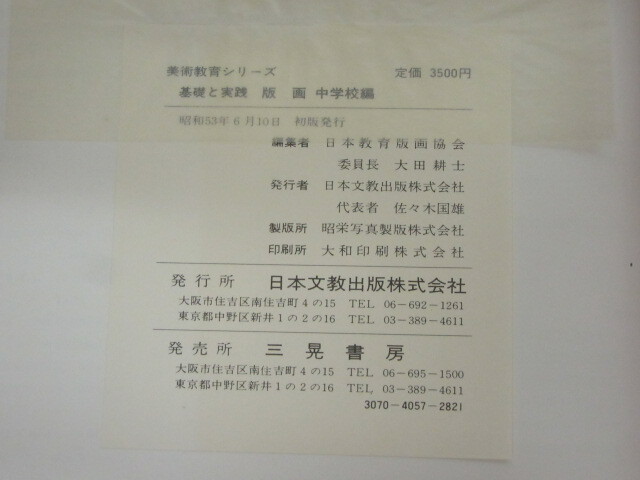 美術教育シリーズ 定価 3500円
基礎と実践 版 画 中学校編
昭和53年6月10日 初版発行
編集者 日本教育版画協会
委員長 大田耕士
発行者 日本文教出版株式会社
代表者 佐々木国雄
製版所 昭栄写真製版株式会社
印刷所 大和印刷株式会社
発行所 日本文教出版株式会社
大阪市住吉区南住吉町4の15 TEL 06-692-1261
東京都中野区新井1の2の16 TEL 03-389-4611
発売所 三晃書房
大阪市住吉区南住吉町4の15 TEL 06-695-1500
東京都中野区新井1の2の16 TEL 03-389-4611
3070-4057-2821